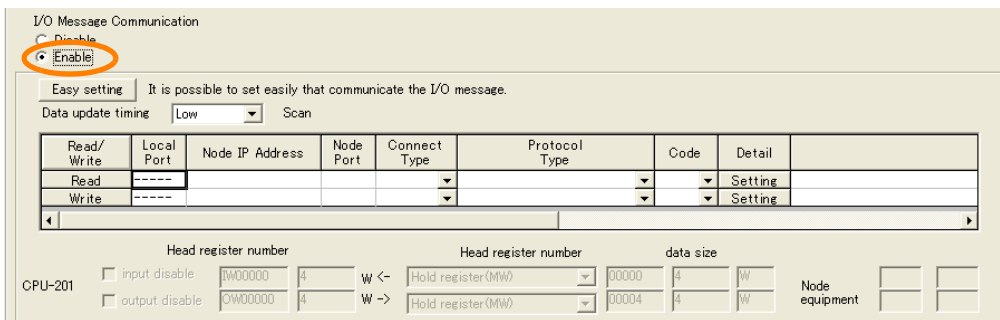 I/O Message Communication
Disable
Enable
Easy setting It is possible to set easily that communicate the I/O message.
Data update timing Low Scan
Read/Write Local Port Node IP Address Node Port Connect Type Protocol Type Code Detail
Read ----- Setting
Write ----- Setting
Head register number Head register number data size
input disable IW00000 4 W <- Hold register(MW) 00000 4 W
CPU-201 Node equipment
output disable OW00000 4 W -> Hold register(MW) 00004 4 W